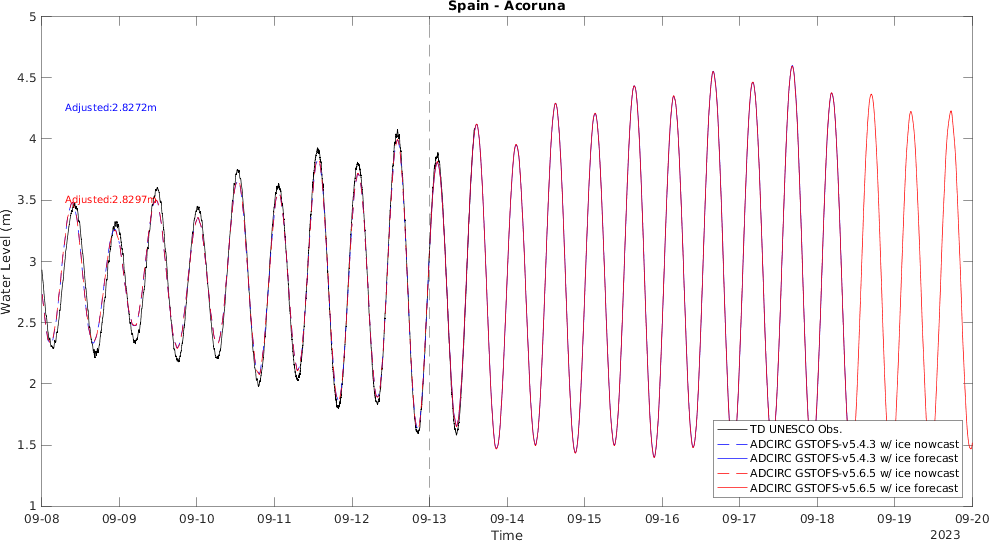 Spain - Acoruna
5
4.5
4
3.5
3
2.5
2
1.5
1
Water Level (m)
Adjusted:2.8272m
Adjusted:2.8297m
TD UNESCO Obs.
ADCIRC GSTOFS-v5.4.3 w/ ice nowcast
ADCIRC GSTOFS-v5.4.3 w/ ice forecast
ADCIRC GSTOFS-v5.6.5 w/ ice nowcast
ADCIRC GSTOFS-v5.6.5 w/ ice forecast
09-08 09-09 09-10 09-11 09-12 09-13 09-14 09-15 09-16 09-17 09-18 09-19 09-20
Time
2023